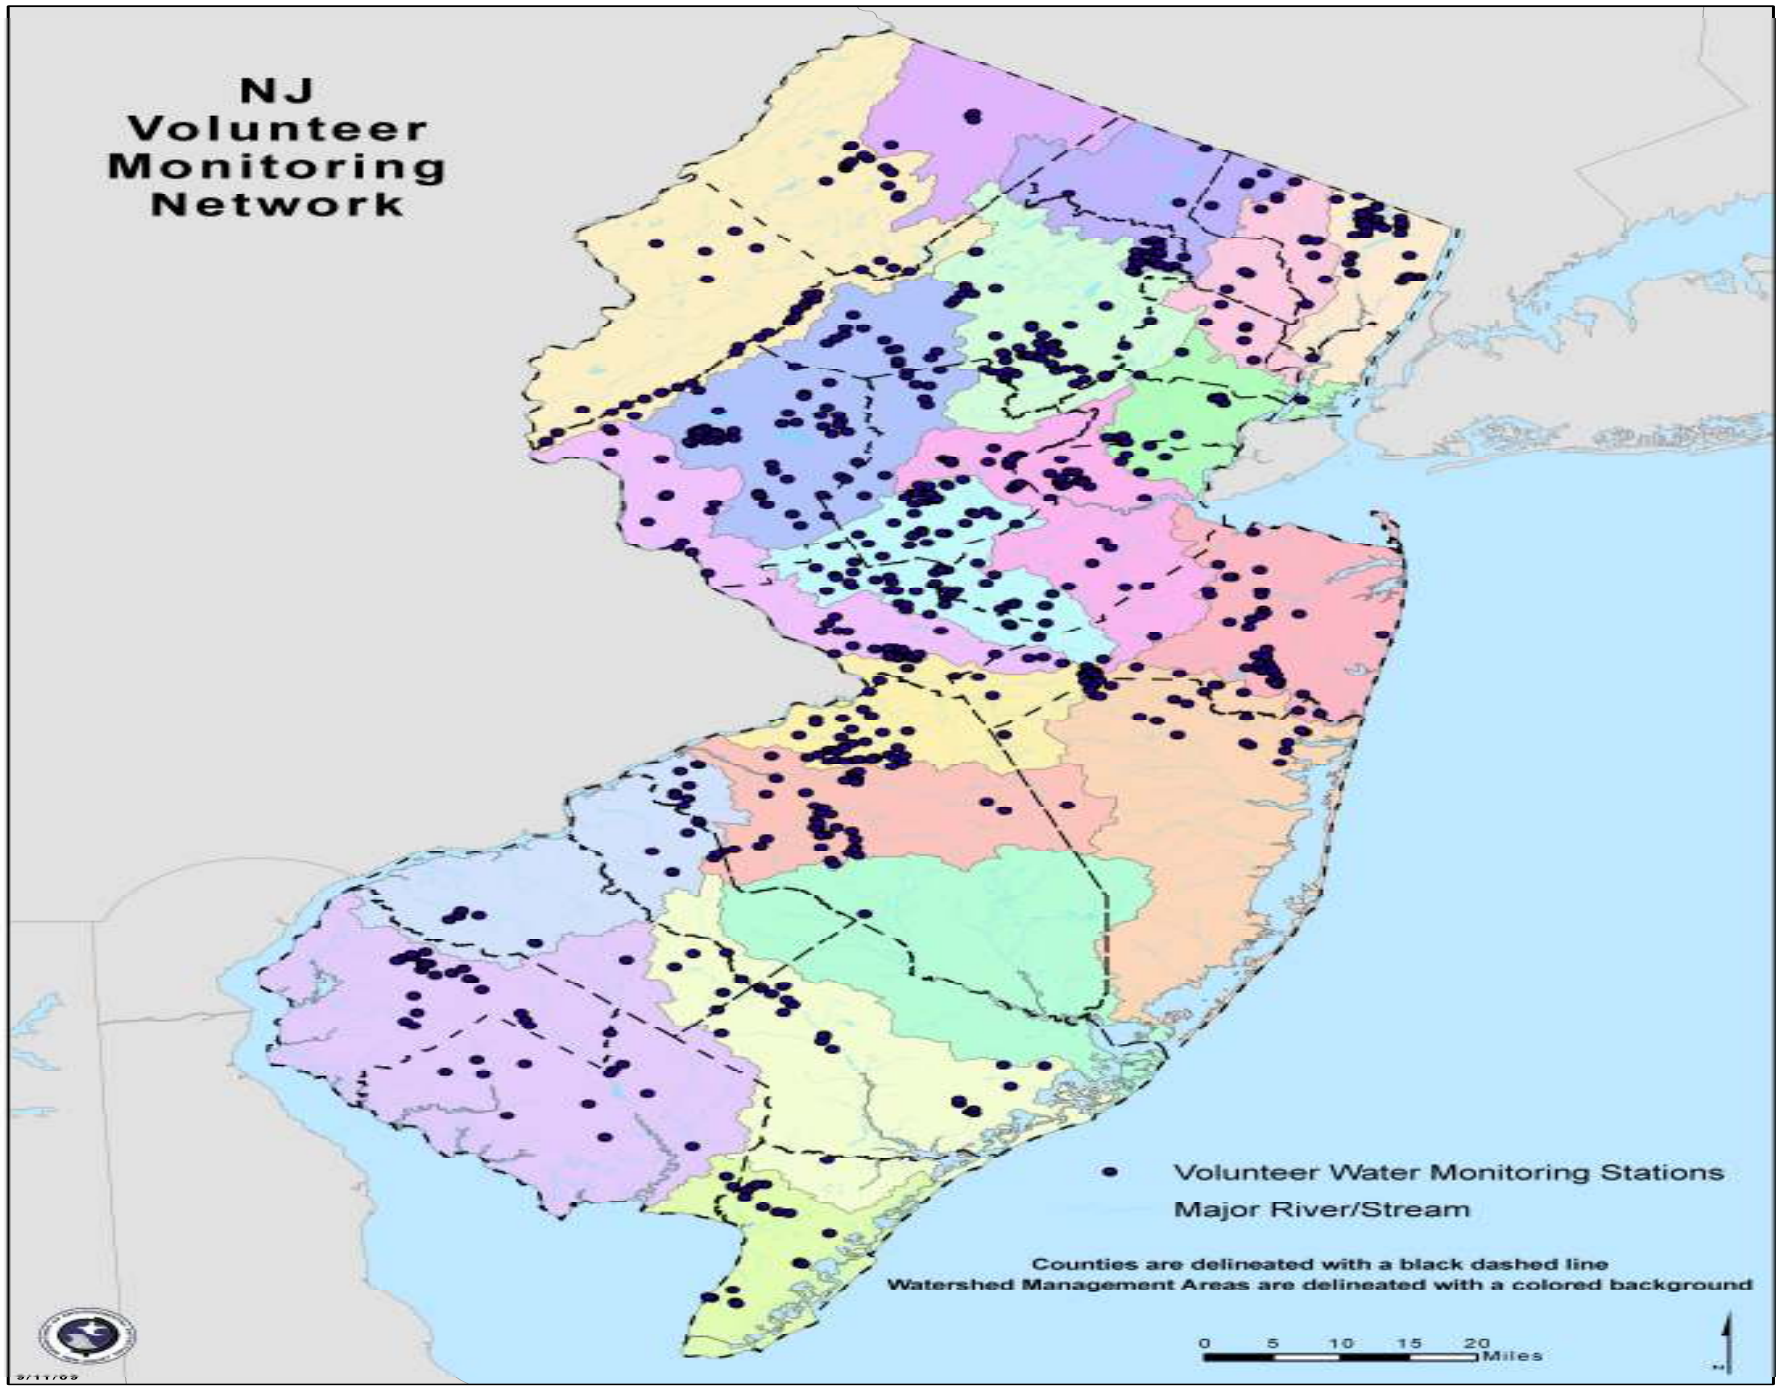 NJ
Volunteer
Monitoring
Network
Volunteer Water Monitoring Stations
Major River/Stream
Counties are delineated with a black dashed line
Watershed Management Areas are delineated with a colored background
0 5 10 15 20
Miles
N